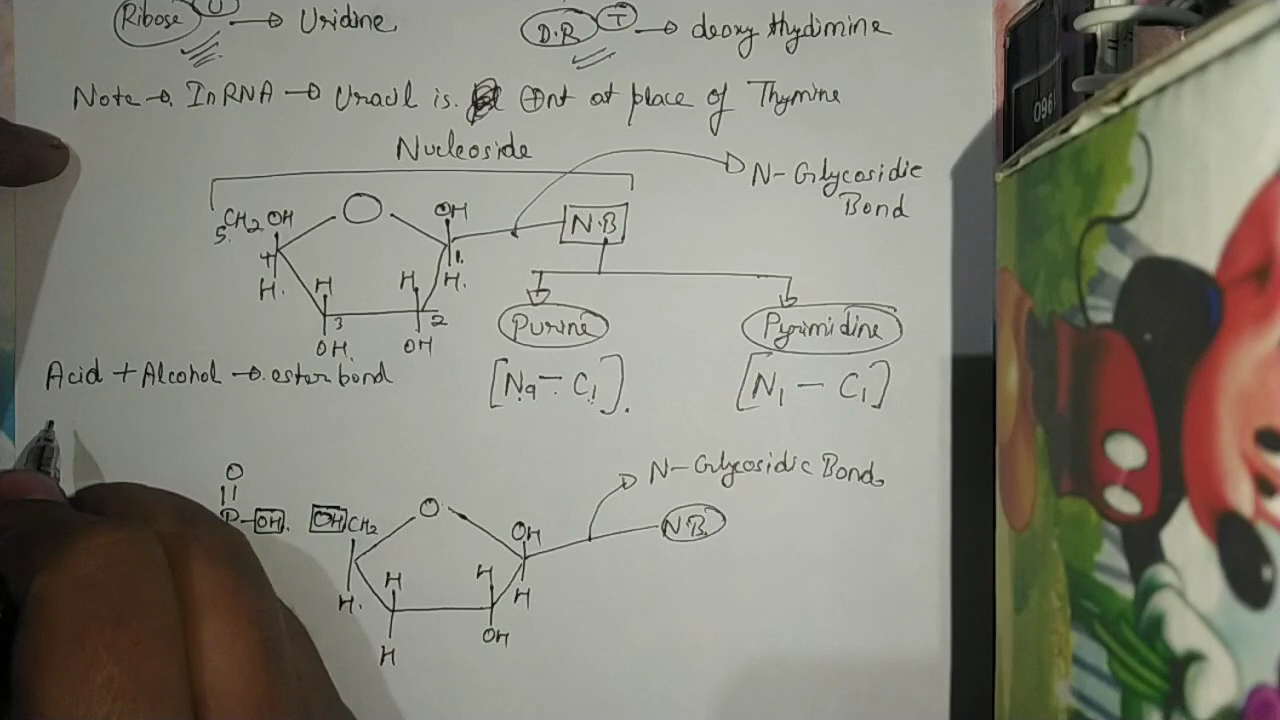 Ribose U → Uridine
D.R T → deoxy thydimine
Note → In RNA → Uracil is
nt at place of Thymine
Nucleoside
N-Glycosidic
Bond
5 CH2 OH
OH
N.B
4
1
H
H
H
H
3
2
OH
OH
Purine
Pyrimidine
Acid + Alcohol → ester bond
[N9 - C1]
[N1 - C1]
N-Glycosidic Bond
O
O
P-OH
OH CH2
OH
N B
H
H
H
H
H
OH
096